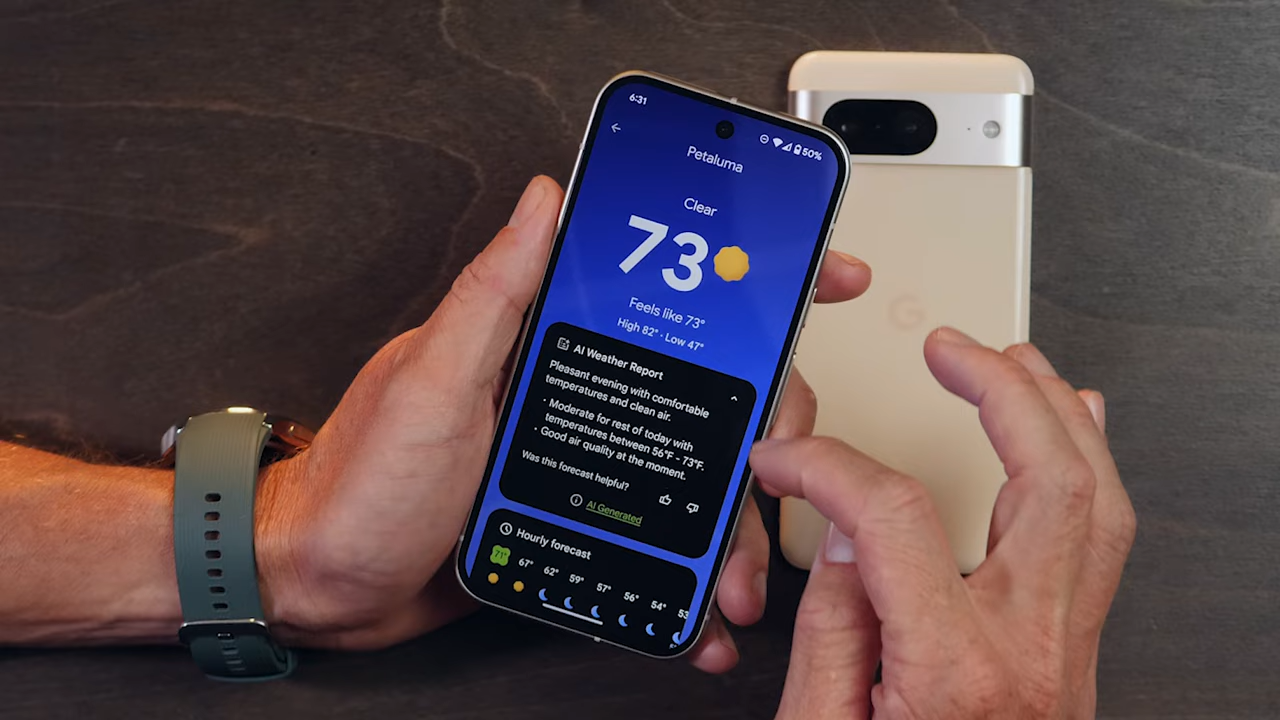 6:31
50%
Petaluma
Clear
73
Feels like 73°
High 82° · Low 47°
AI Weather Report
Pleasant evening with comfortable
temperatures and clean air.
· Moderate for rest of today with
temperatures between 56°F - 73°F.
· Good air quality at the moment.
Was this forecast helpful?
AI Generated
Hourly forecast
71° 67° 62° 59° 57° 56° 54° 53
G